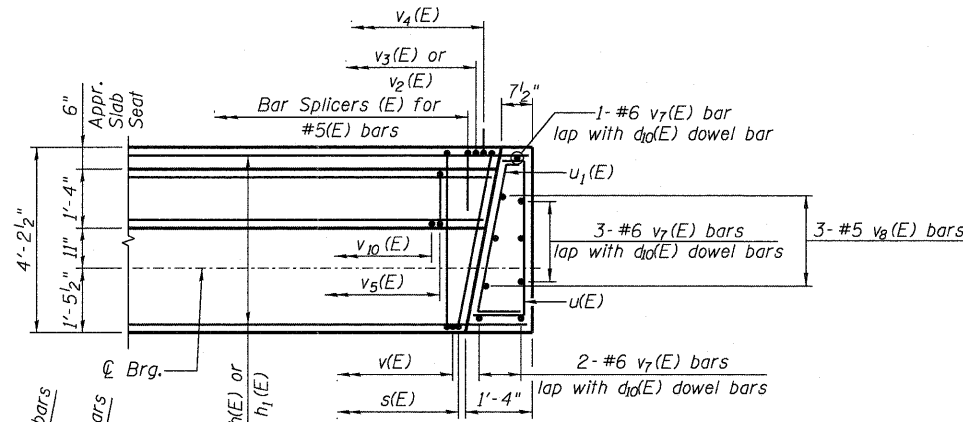 v4(E)
v3(E) or
v2(E)
Bar Splicers (E) for
#5(E) bars
7½"
1- #6 v7(E) bar
lap with d10(E) dowel bar
u1(E)
6"
Appr.
Slab
Seat
4'-2½"
1'-4"
11"
1'-5½"
3- #6 v7(E) bars
lap with d10(E) dowel bars
3- #5 v8(E) bars
v10(E)
v5(E)
u(E)
℄ Brg.
v(E)
s(E)
1'-4"
2- #6 v7(E) bars
lap with d10(E) dowel bars
bars
ars
h(E) or
h1(E)